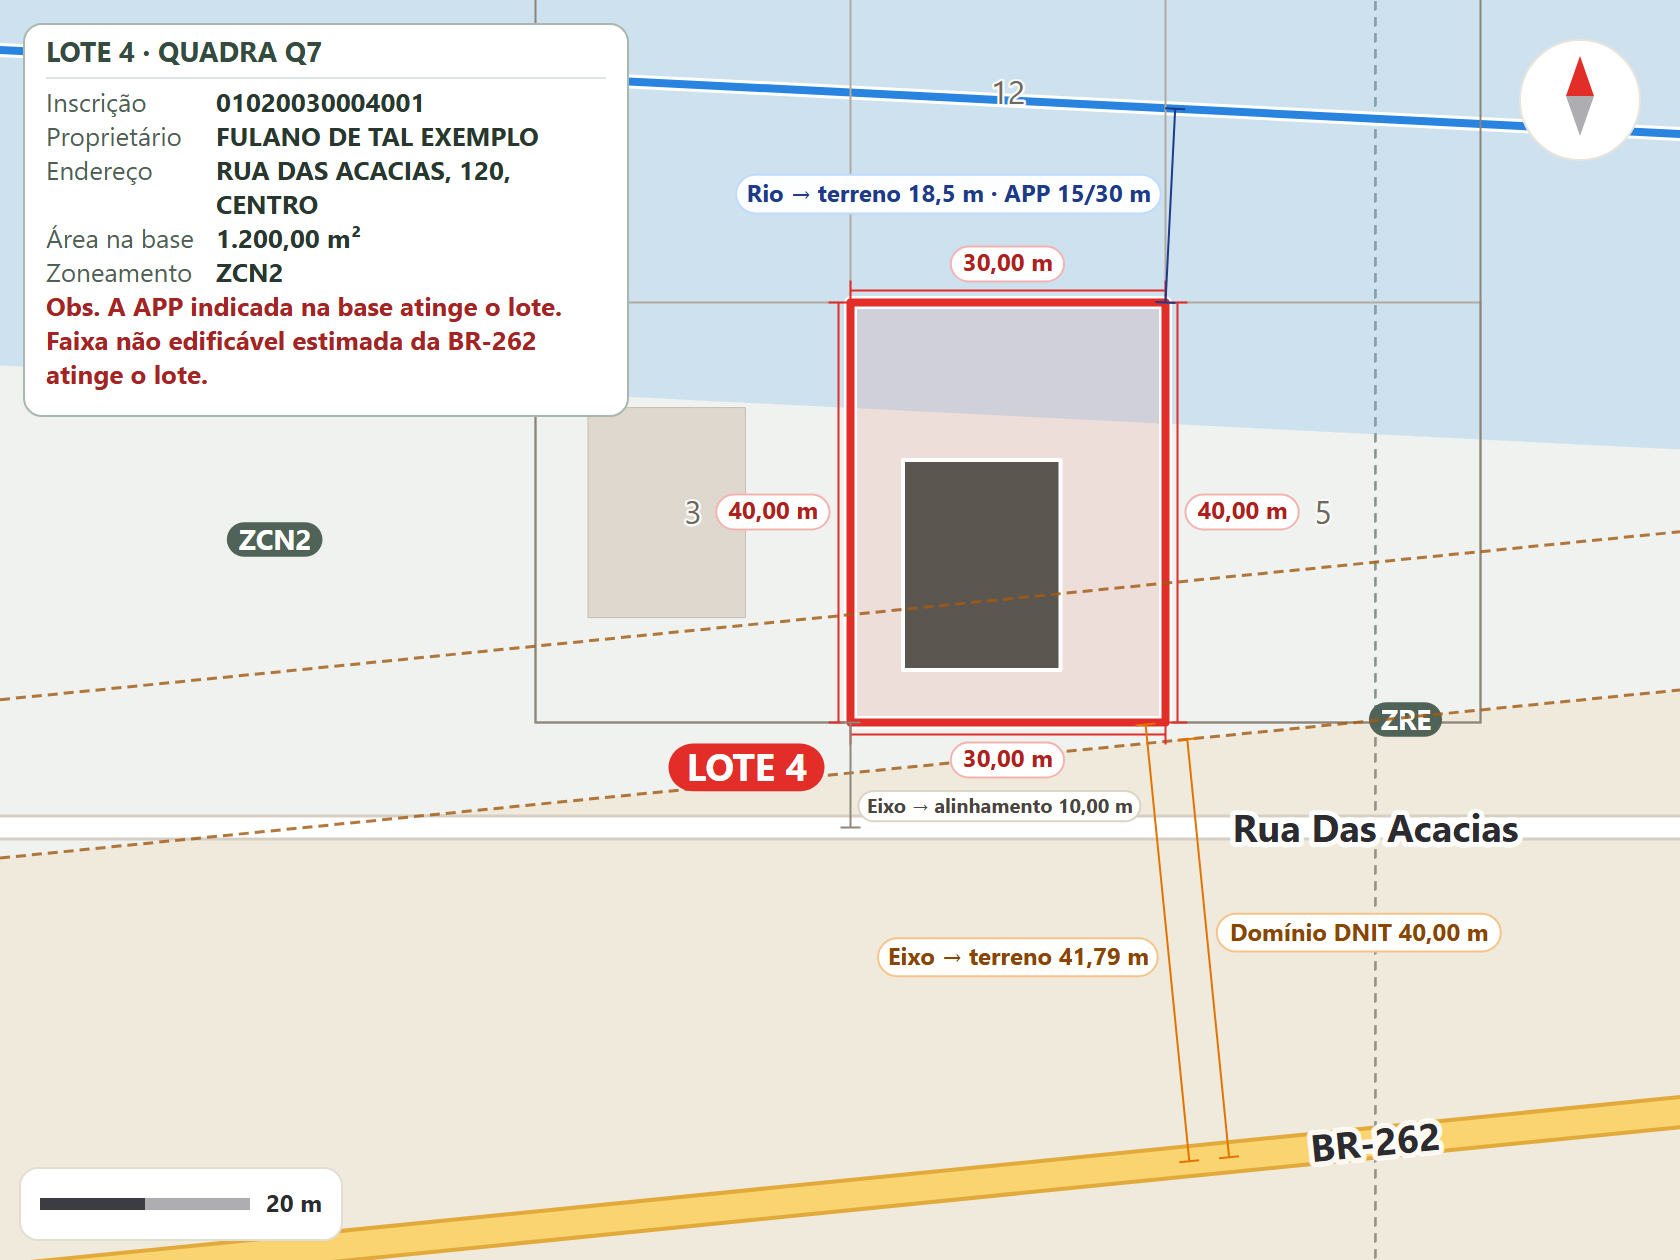 LOTE 4 · QUADRA Q7
Inscrição 01020030004001
Proprietário FULANO DE TAL EXEMPLO
Endereço RUA DAS ACACIAS, 120,
CENTRO
Área na base 1.200,00 m²
Zoneamento ZCN2
Obs. A APP indicada na base atinge o lote.
Faixa não edificável estimada da BR-262
atinge o lote.
12
Rio → terreno 18,5 m · APP 15/30 m
30,00 m
3
40,00 m
40,00 m
5
ZCN2
ZRE
LOTE 4
30,00 m
Eixo → alinhamento 10,00 m
Rua Das Acacias
Domínio DNIT 40,00 m
Eixo → terreno 41,79 m
BR-262
20 m